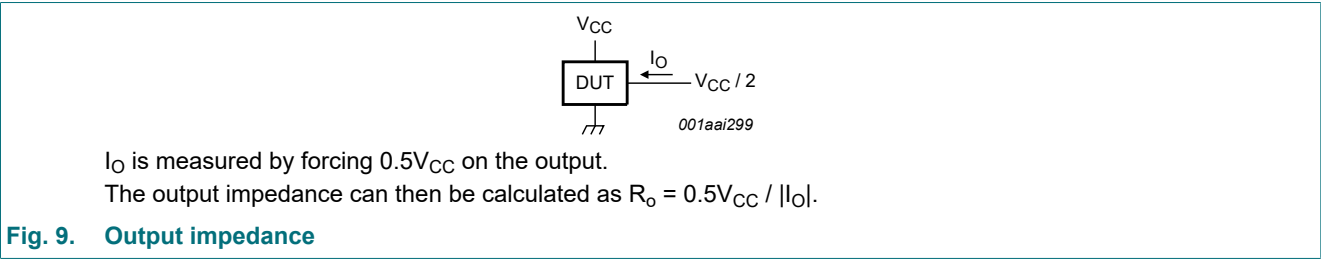 VCC
IO
DUT
VCC / 2
001aai299
IO is measured by forcing 0.5VCC on the output.
The output impedance can then be calculated as Ro = 0.5VCC / |IO|.
Fig. 9. Output impedance